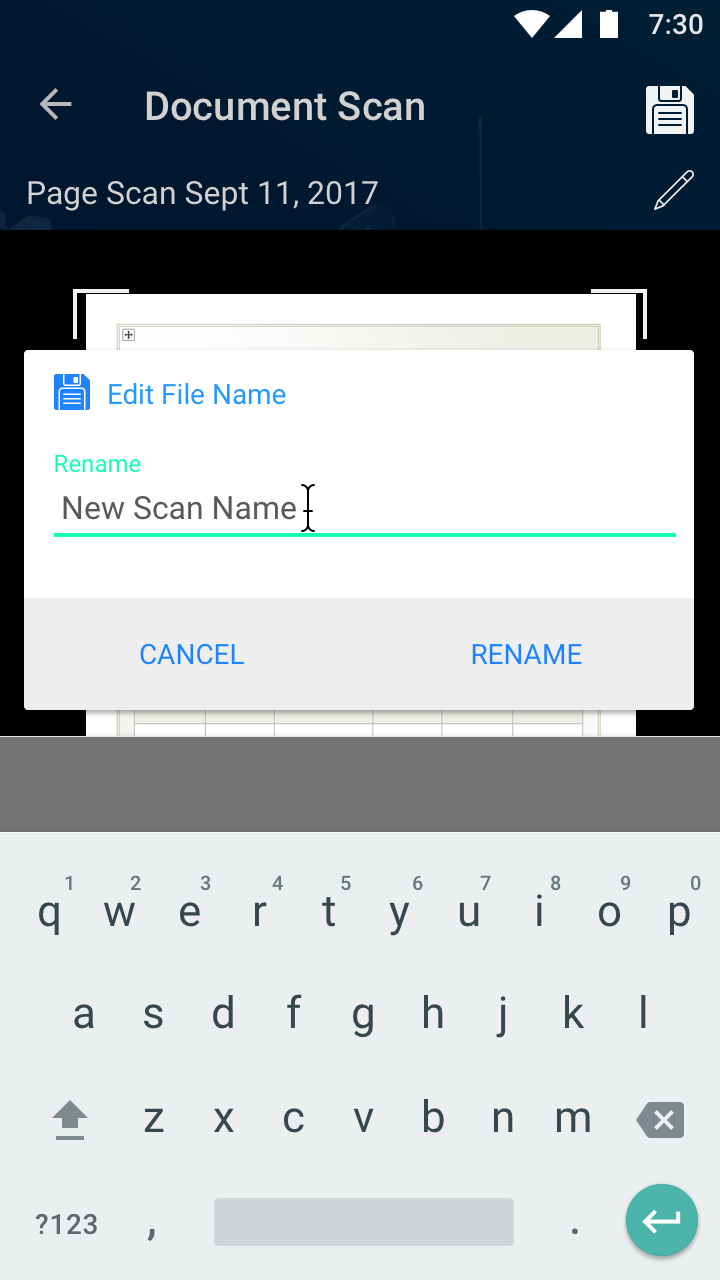 7:30
Document Scan
Page Scan Sept 11, 2017
Edit File Name
Rename
New Scan Name
CANCEL RENAME
1 2 3 4 5 6 7 8 9 0
q w e r t y u i o p
a s d f g h j k l
z x c v b n m
?123 , .